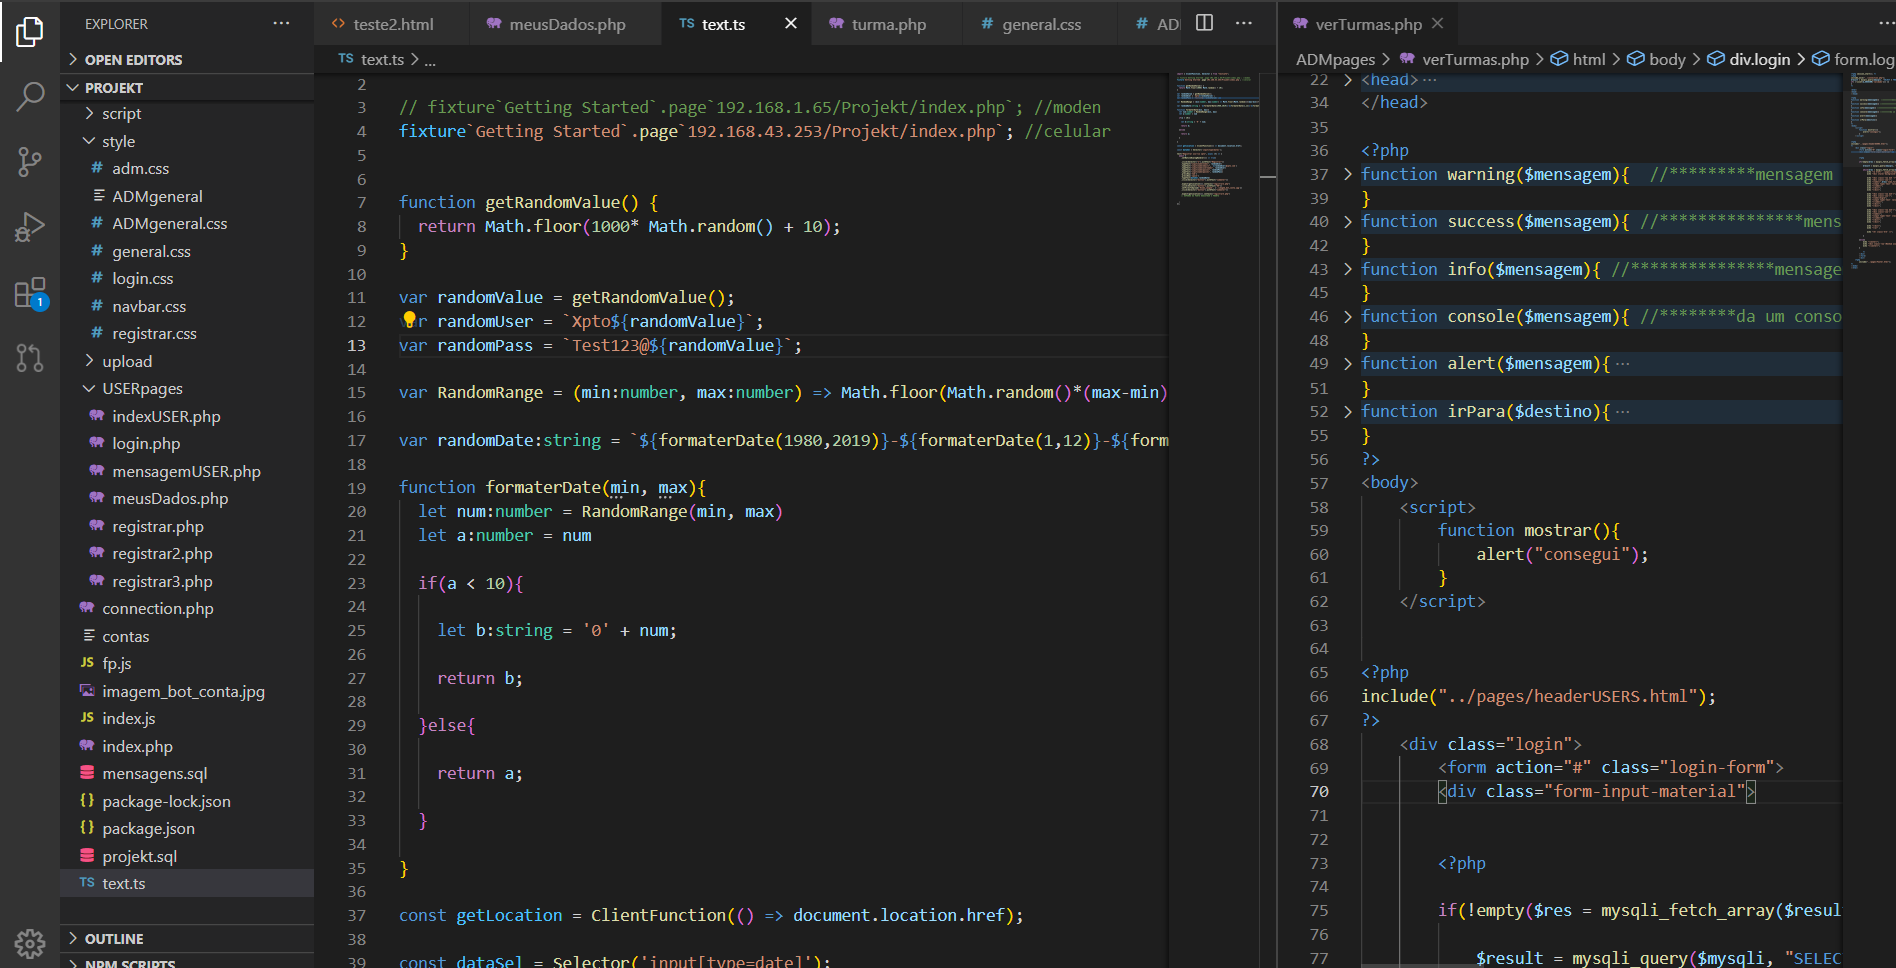 EXPLORER
OPEN EDITORS
PROJEKT
script
style
adm.css
ADMgeneral
ADMgeneral.css
general.css
login.css
navbar.css
registrar.css
upload
USERpages
indexUSER.php
login.php
mensagemUSER.php
meusDados.php
registrar.php
registrar2.php
registrar3.php
connection.php
contas
JS fp.js
imagem_bot_conta.jpg
JS index.js
index.php
mensagens.sql
{} package-lock.json
{} package.json
projekt.sql
TS text.ts
OUTLINE
NPM SCRIPTS
1
teste2.html
meusDados.php
TS text.ts
turma.php
# general.css
# AD
TS text.ts > ...
2
3 // fixture`Getting Started`.page`192.168.1.65/Projekt/index.php`; //moden
4 fixture`Getting Started`.page`192.168.43.253/Projekt/index.php`; //celular
5
6
7 function getRandomValue() {
8 return Math.floor(1000* Math.random() + 10);
9 }
10
11 var randomValue = getRandomValue();
12 var randomUser = `Xpto${randomValue}`;
13 var randomPass = `Test123@${randomValue}`;
14
15 var RandomRange = (min:number, max:number) => Math.floor(Math.random()*(max-min)
16
17 var randomDate:string = `${formaterDate(1980,2019)}-${formaterDate(1,12)}-${form
18
19 function formaterDate(min, max){
20 let num:number = RandomRange(min, max)
21 let a:number = num
22
23 if(a < 10){
24
25 let b:string = '0' + num;
26
27 return b;
28
29 }else{
30
31 return a;
32
33 }
34
35 }
36
37 const getLocation = ClientFunction(() => document.location.href);
38
39 const dataSel = Selector('input[type=date]');
verTurmas.php
ADMpages > verTurmas.php > html > body > div.login > form.log
22 <head>...
34 </head>
35
36 <?php
37 function warning($mensagem){ //*********mensagem
39 }
40 function success($mensagem){ //***************mens
42 }
43 function info($mensagem){ //***************mensage
45 }
46 function console($mensagem){ //********da um conso
48 }
49 function alert($mensagem){...
51 }
52 function irPara($destino){...
55 }
56 ?>
57 <body>
58 <script>
59 function mostrar(){
60 alert("consegui");
61 }
62 </script>
63
64
65 <?php
66 include("../pages/headerUSERS.html");
67 ?>
68 <div class="login">
69 <form action="#" class="login-form">
70 <div class="form-input-material">
71
72
73 <?php
74
75 if(!empty($res = mysqli_fetch_array($resul
76
77 $result = mysqli_query($mysqli, "SELEC